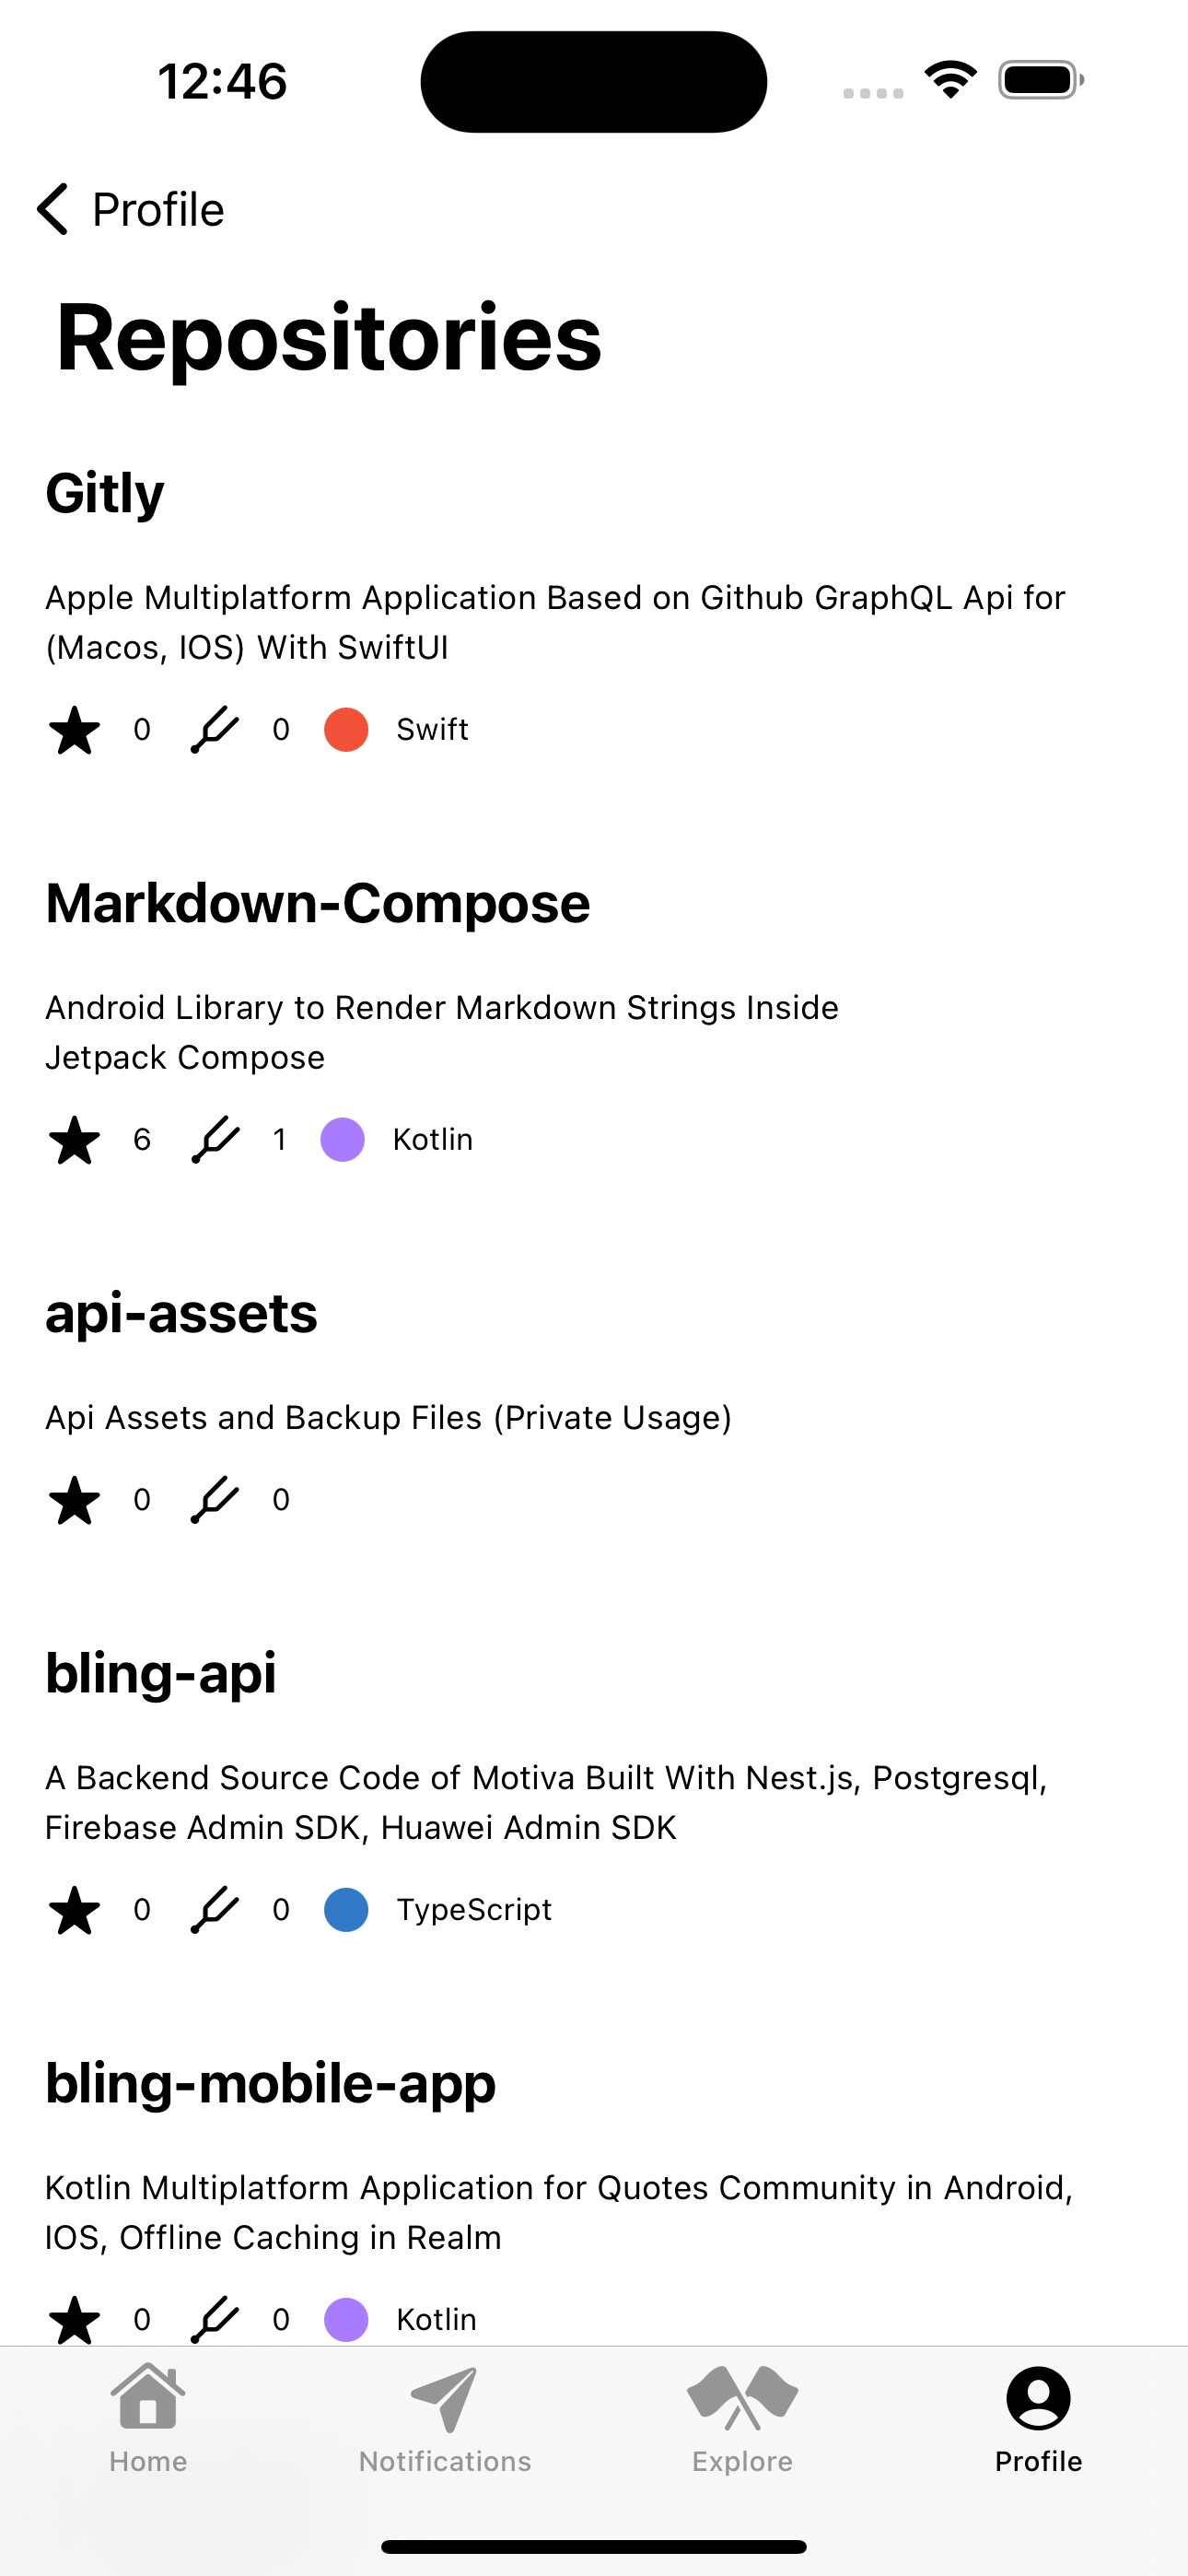 12:46
Profile
Repositories
Gitly
Apple Multiplatform Application Based on Github GraphQL Api for
(Macos, IOS) With SwiftUI
0 0 Swift
Markdown-Compose
Android Library to Render Markdown Strings Inside
Jetpack Compose
6 1 Kotlin
api-assets
Api Assets and Backup Files (Private Usage)
0 0
bling-api
A Backend Source Code of Motiva Built With Nest.js, Postgresql,
Firebase Admin SDK, Huawei Admin SDK
0 0 TypeScript
bling-mobile-app
Kotlin Multiplatform Application for Quotes Community in Android,
IOS, Offline Caching in Realm
0 0 Kotlin
Home Notifications Explore Profile